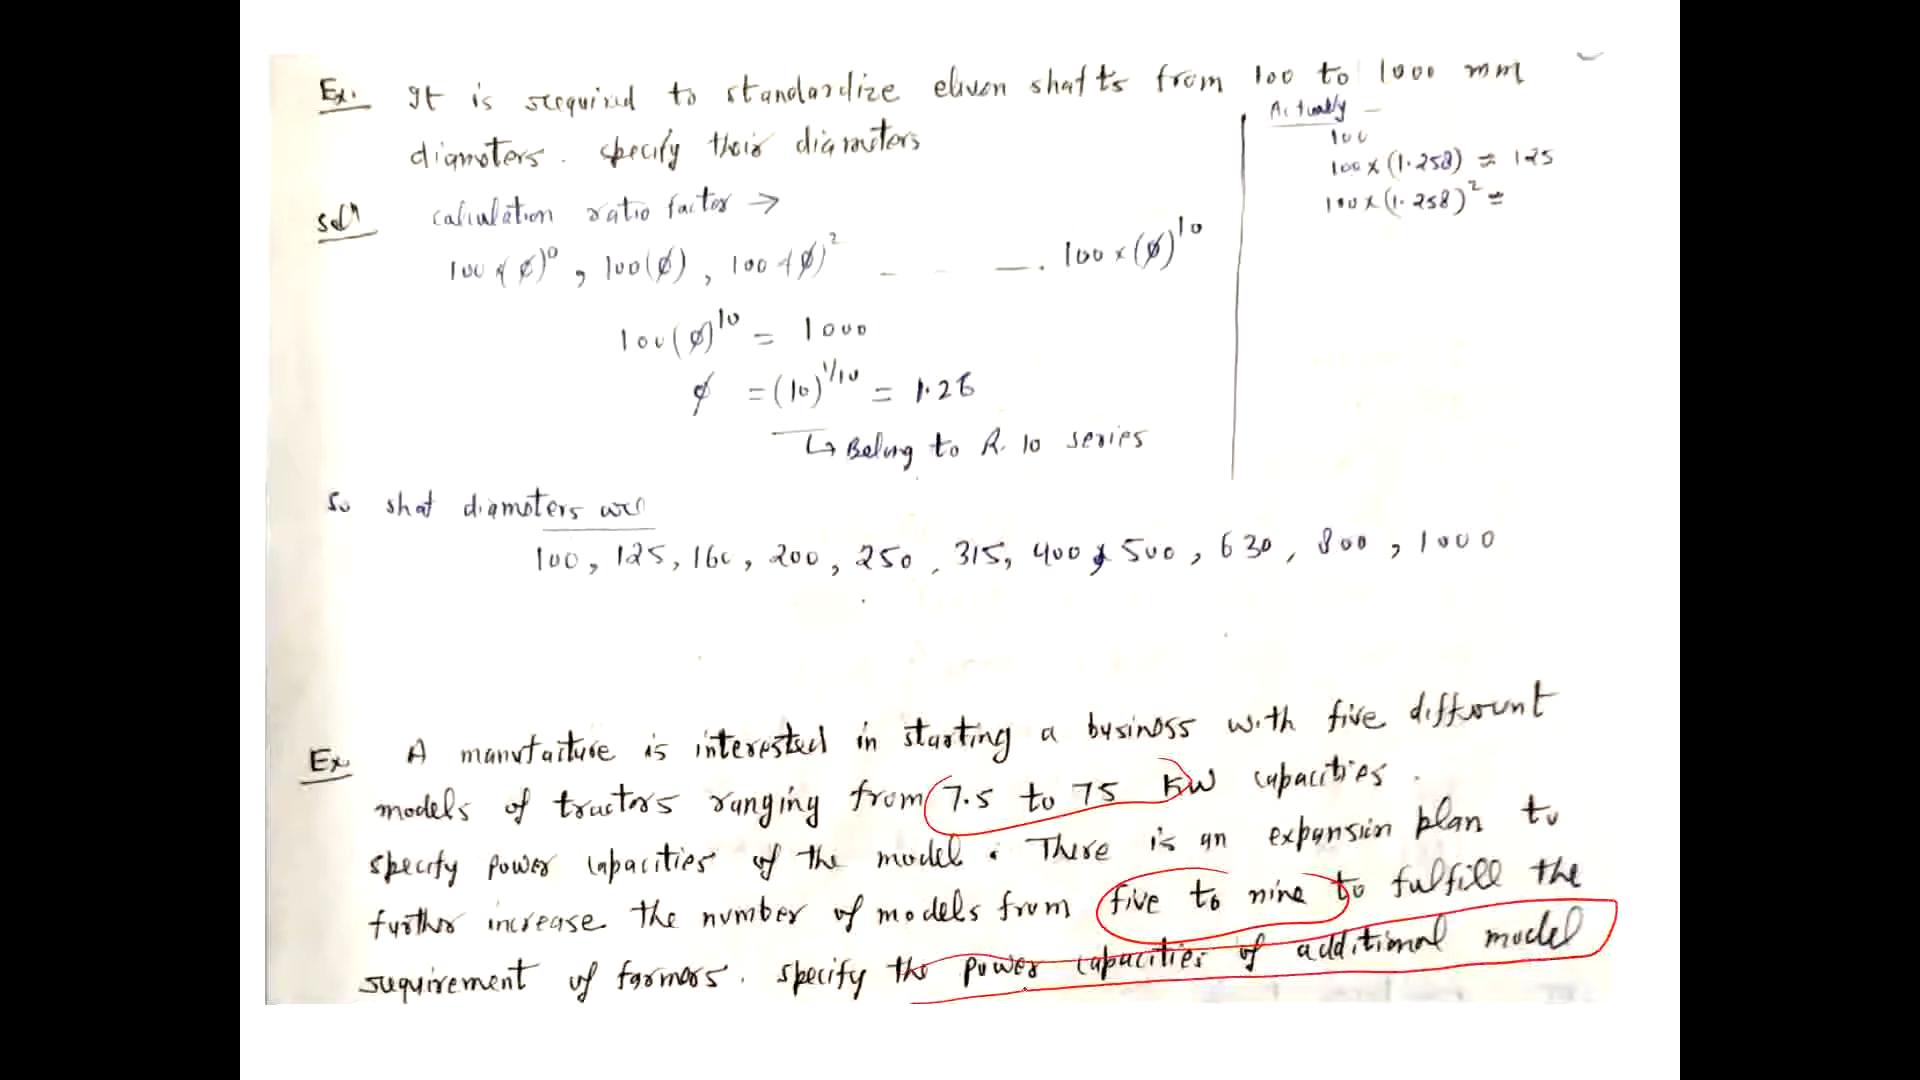 Ex. It is required to standardize eleven shafts from 100 to 1000 mm
diameters. specify their diameters
Actually –
100
100 × (1.258) = 125
100 × (1.258)² =
Solⁿ calculation ratio factor →
100 × (ϕ)⁰ , 100(ϕ) , 100 × (ϕ)² – – — . 100 × (ϕ)¹⁰
100(ϕ)¹⁰ = 1000
ϕ = (10)^1/10 = 1.26
↳ Belong to R. 10 series
So shat diameters are
100, 125, 160, 200, 250, 315, 400, 500, 630, 800, 1000
Ex. A manufacture is interested in starting a business with five different
models of tractors ranging from 7.5 to 75 KW capacities.
specify power capacities of the model. There is an expansion plan to
further increase the number of models from five to nine to fulfill the
requirement of farmers. specify the power capacities of additional model